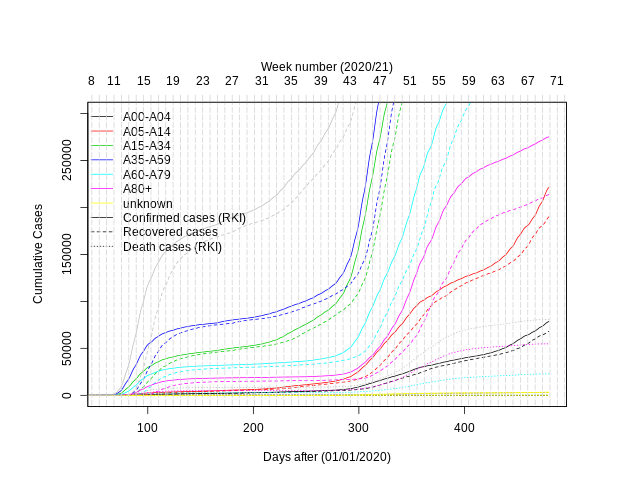 Week number (2020/21)
8 11 15 19 23 27 31 35 39 43 47 51 55 59 63 67 71
A00-A04
A05-A14
A15-A34
A35-A59
A60-A79
A80+
unknown
Confirmed cases (RKI)
Recovered cases
Death cases (RKI)
Cumulative Cases
250000
150000
50000
0
100 200 300 400
Days after (01/01/2020)